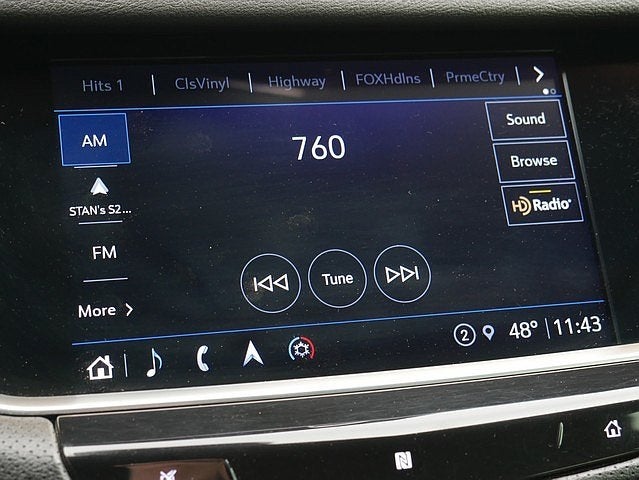 Hits 1 ClsVinyl Highway FOXHdlns PrmeCtry
AM 760 Sound
Browse
STAN's S2... HD Radio
FM
Tune
More
2 48° 11:43
N